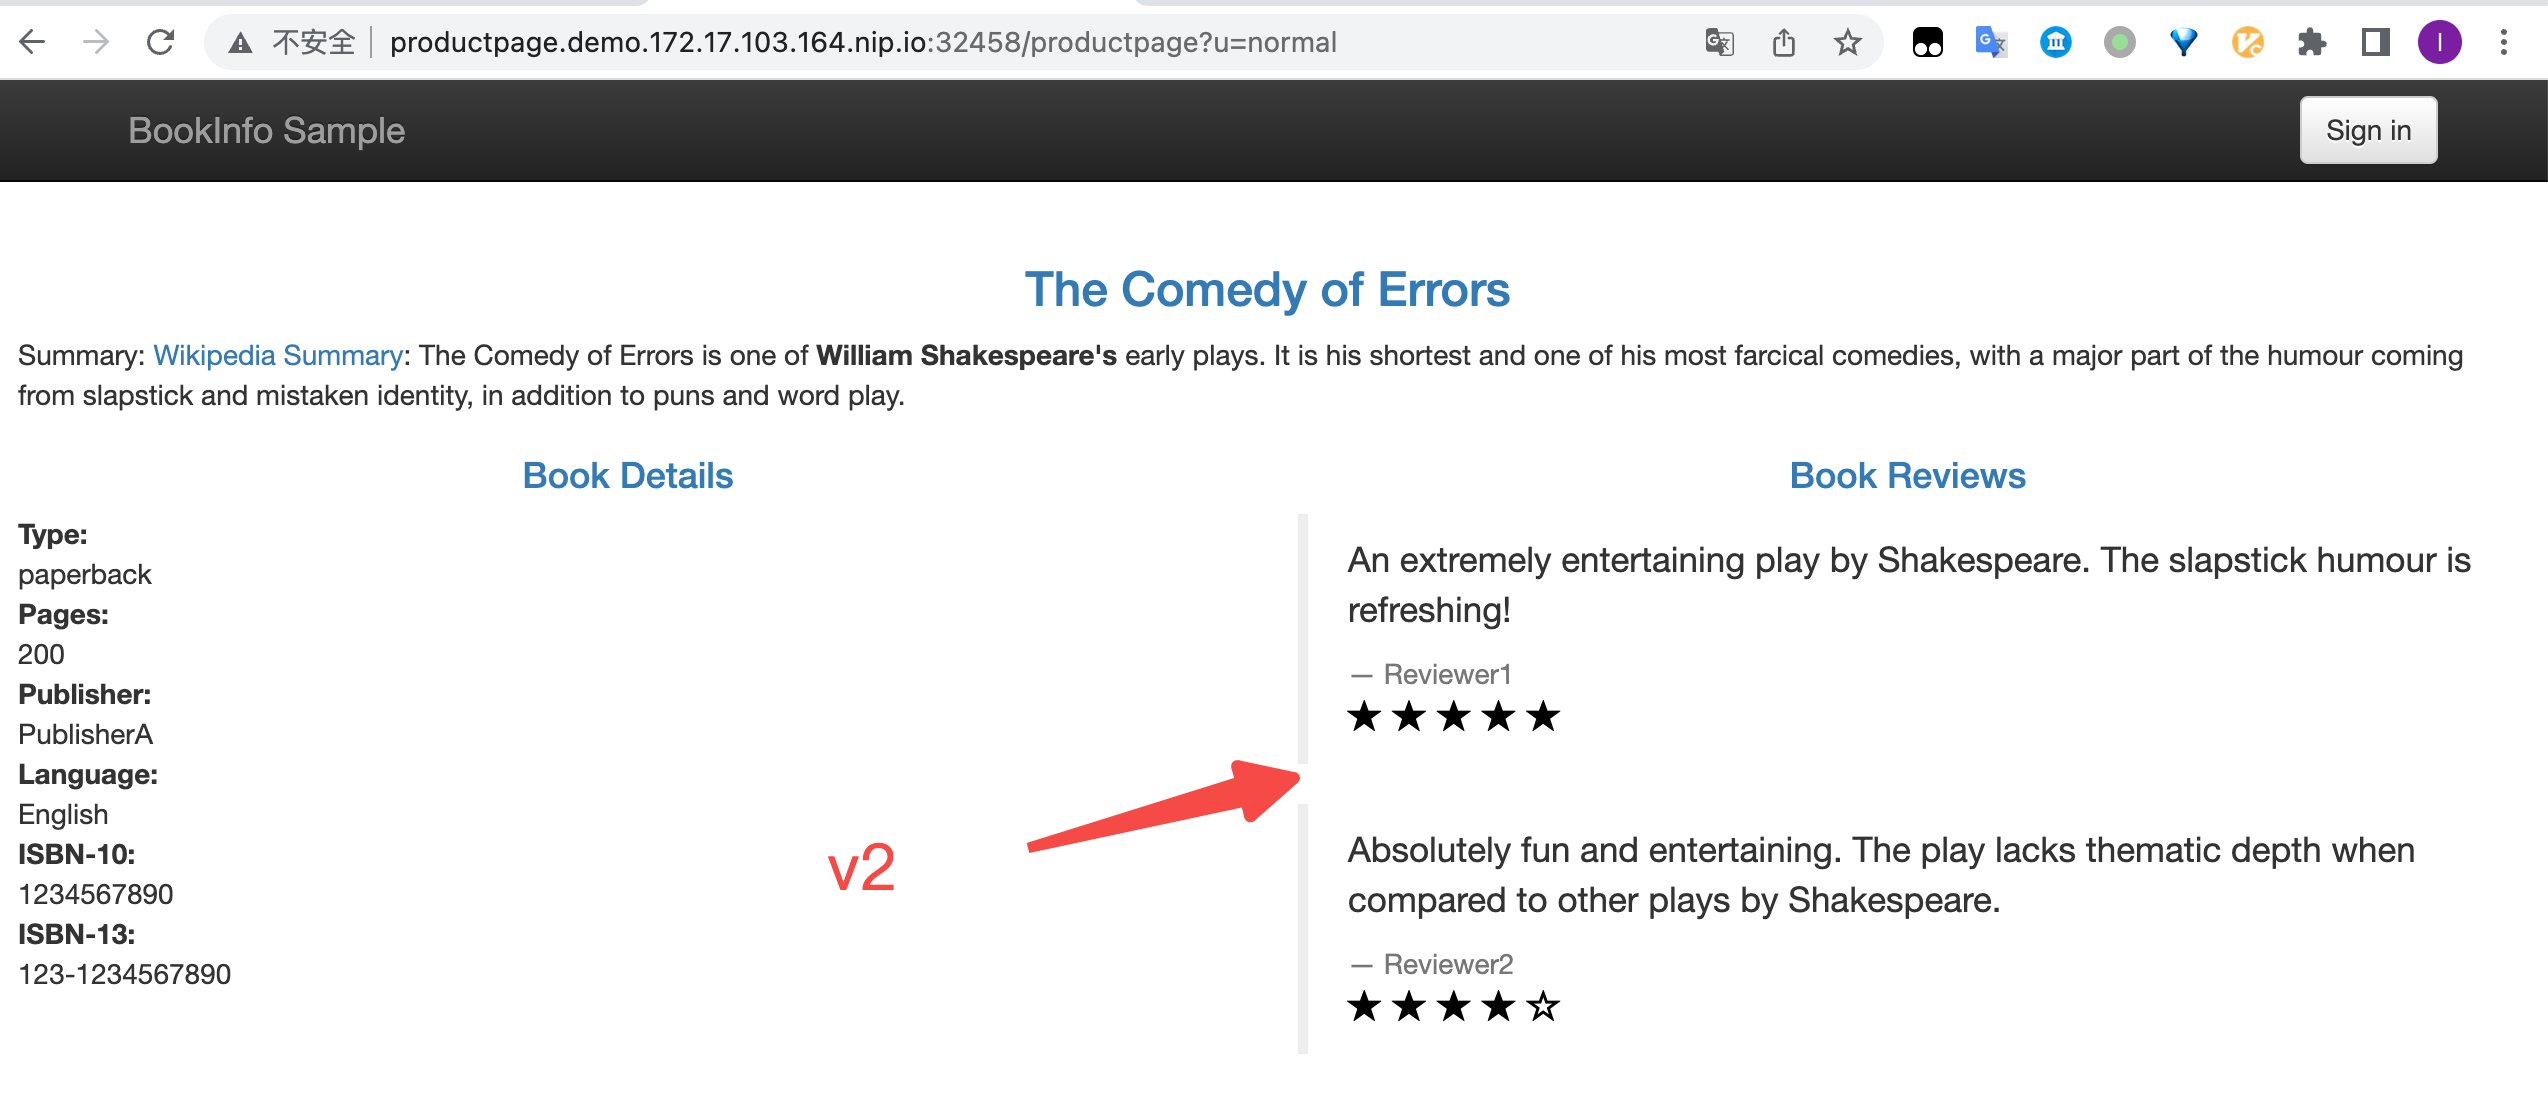 不安全 productpage.demo.172.17.103.164.nip.io:32458/productpage?u=normal
BookInfo Sample
Sign in
The Comedy of Errors
Summary: Wikipedia Summary: The Comedy of Errors is one of William Shakespeare's early plays. It is his shortest and one of his most farcical comedies, with a major part of the humour coming
from slapstick and mistaken identity, in addition to puns and word play.
Book Details
Type:
paperback
Pages:
200
Publisher:
PublisherA
Language:
English
ISBN-10:
1234567890
ISBN-13:
123-1234567890
v2
Book Reviews
An extremely entertaining play by Shakespeare. The slapstick humour is
refreshing!
— Reviewer1
★★★★★
Absolutely fun and entertaining. The play lacks thematic depth when
compared to other plays by Shakespeare.
— Reviewer2
★★★★☆